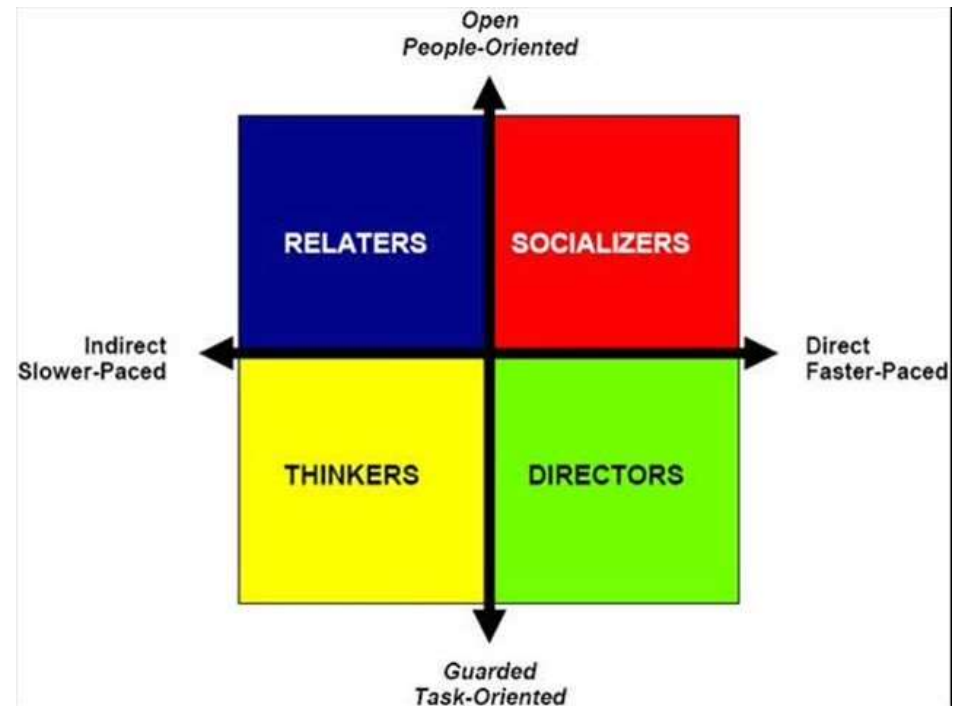 Open
People-Oriented
RELATERS
SOCIALIZERS
Indirect
Slower-Paced
Direct
Faster-Paced
THINKERS
DIRECTORS
Guarded
Task-Oriented